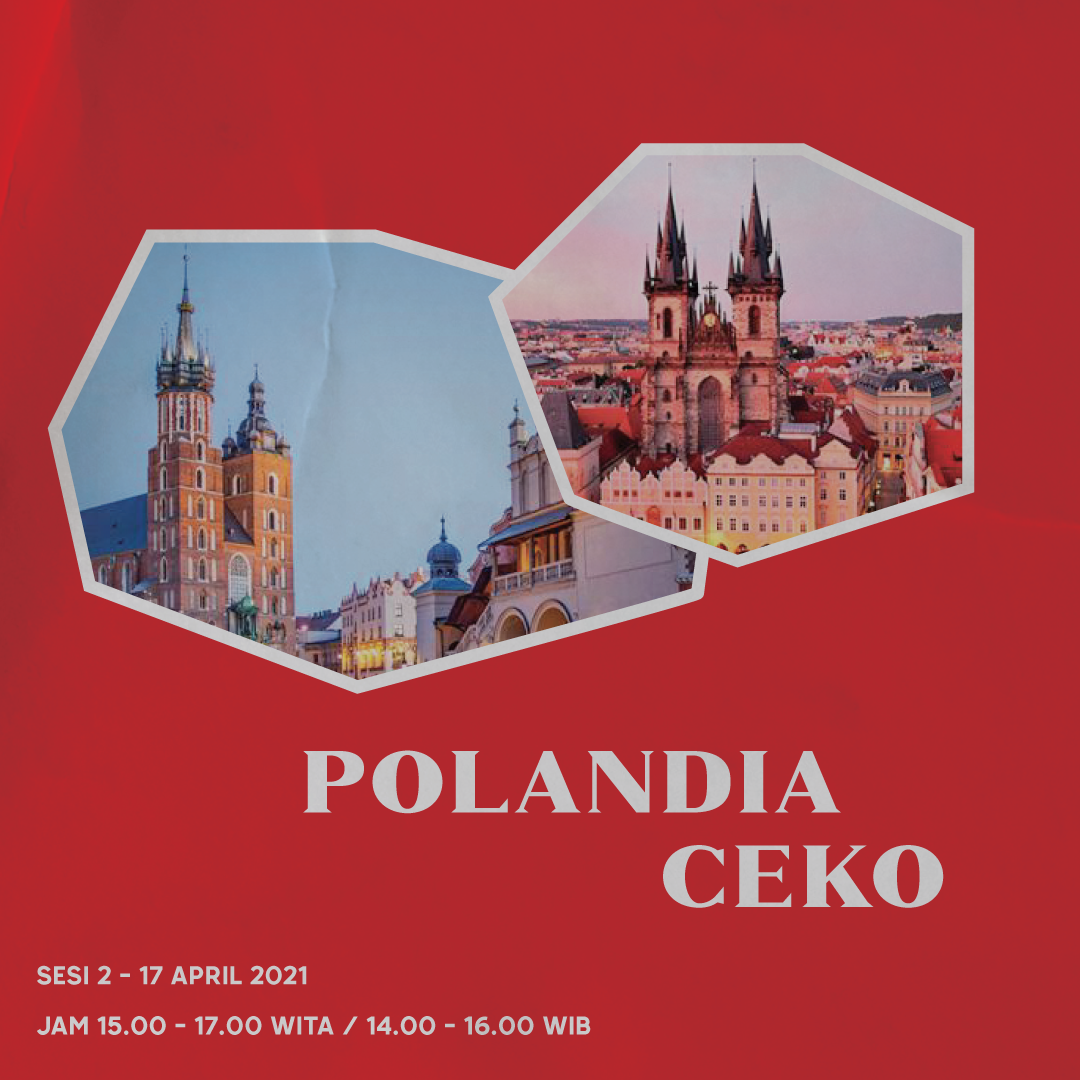 POLANDIA
CEKO
SESI 2 - 17 APRIL 2021
JAM 15.00 - 17.00 WITA / 14.00 - 16.00 WIB